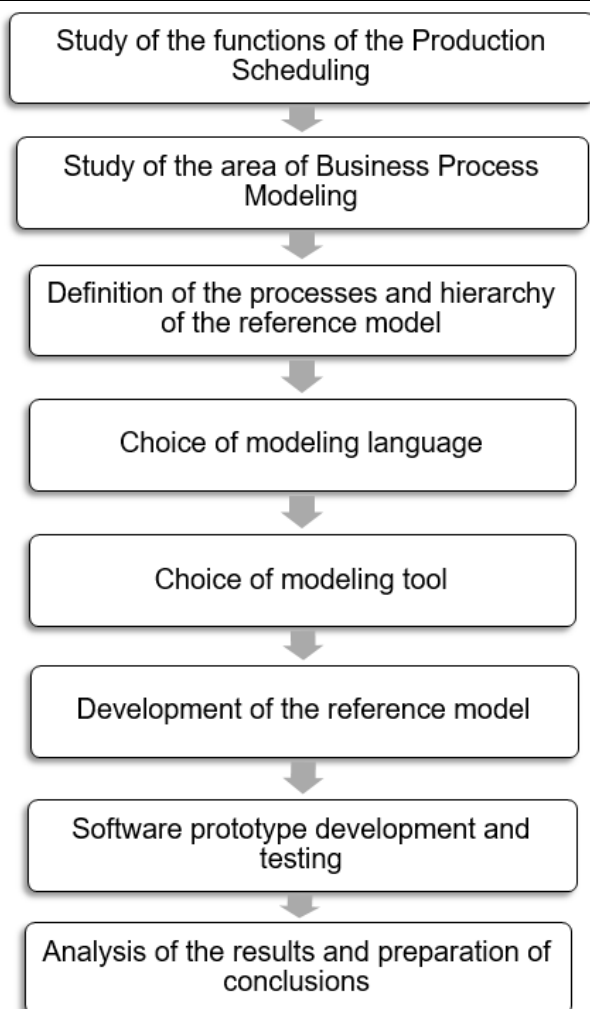 Study of the functions of the Production
Scheduling
Study of the area of Business Process
Modeling
Definition of the processes and hierarchy
of the reference model
Choice of modeling language
Choice of modeling tool
Development of the reference model
Software prototype development and
testing
Analysis of the results and preparation of
conclusions